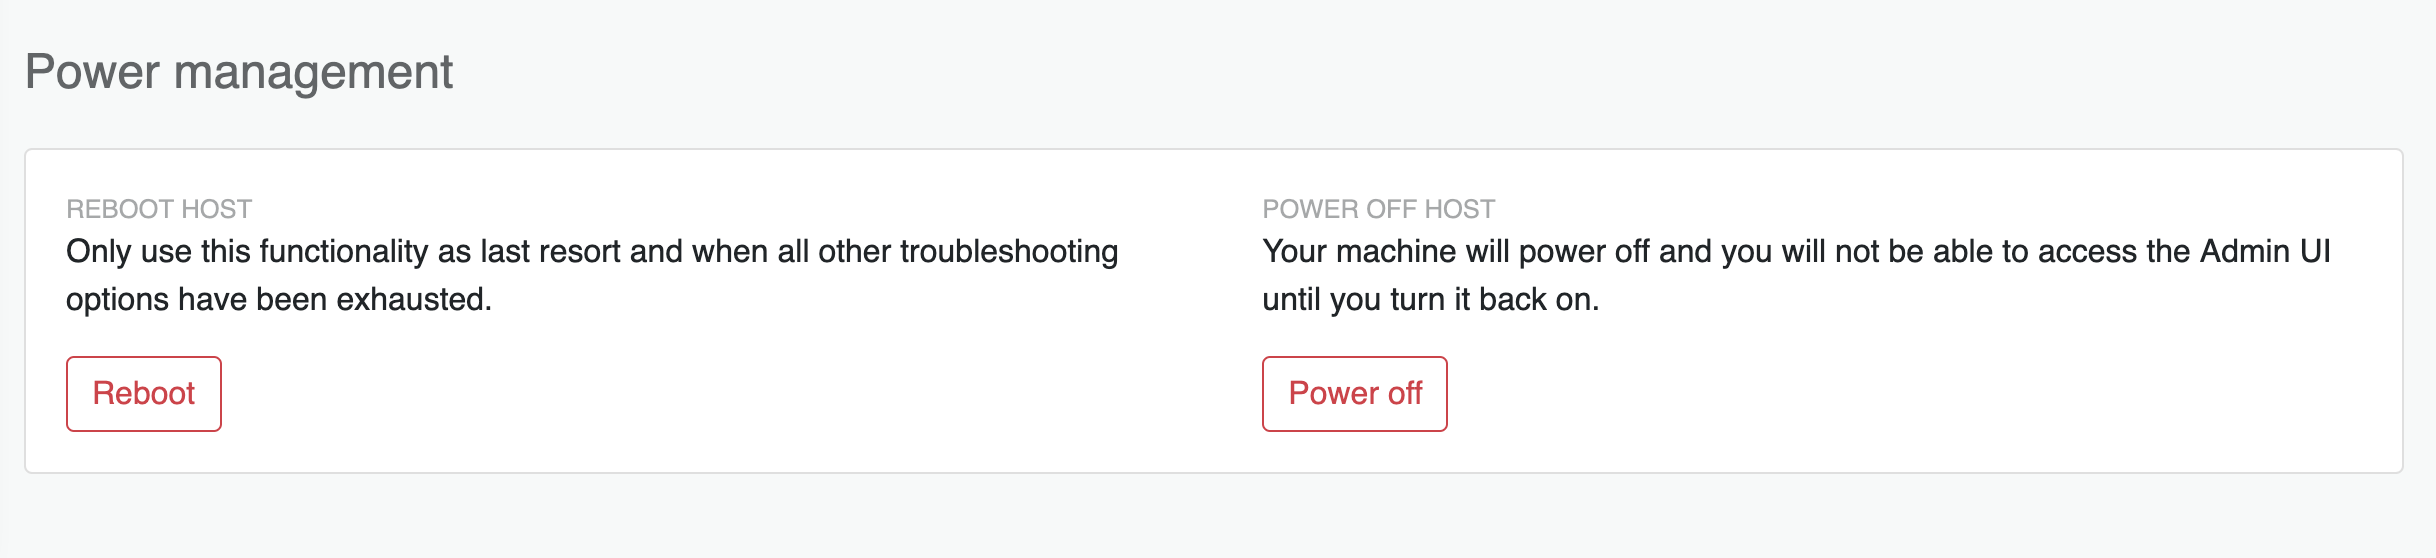 Power management
REBOOT HOST
Only use this functionality as last resort and when all other troubleshooting
options have been exhausted.
Reboot
POWER OFF HOST
Your machine will power off and you will not be able to access the Admin UI
until you turn it back on.
Power off